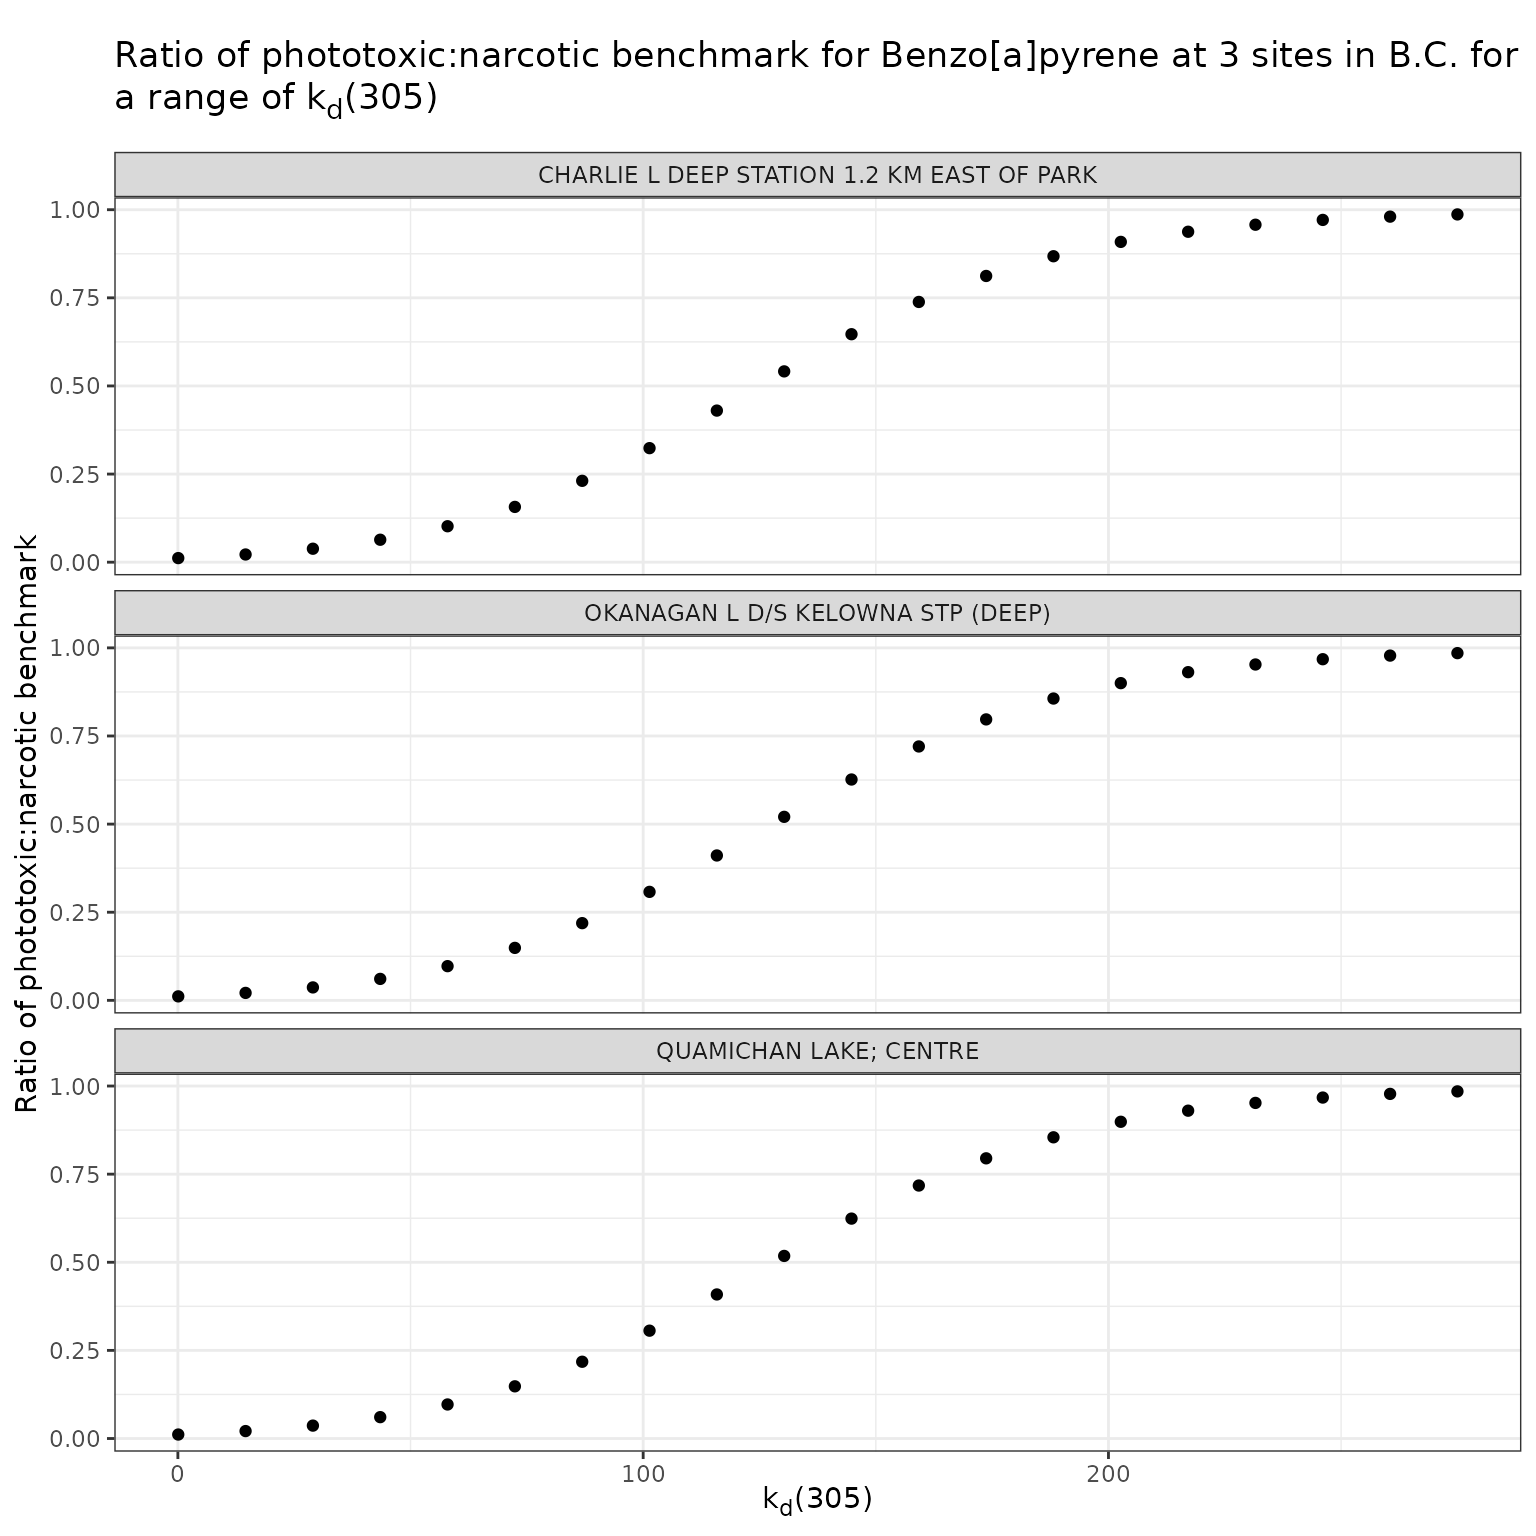 Ratio of phototoxic:narcotic benchmark for Benzo[a]pyrene at 3 sites in B.C. for
a range of kd(305)
CHARLIE L DEEP STATION 1.2 KM EAST OF PARK
1.00
0.75
0.50
0.25
0.00
OKANAGAN L D/S KELOWNA STP (DEEP)
1.00
0.75
0.50
0.25
0.00
QUAMICHAN LAKE; CENTRE
1.00
0.75
0.50
0.25
0.00
Ratio of phototoxic:narcotic benchmark
0 100 200
kd(305)